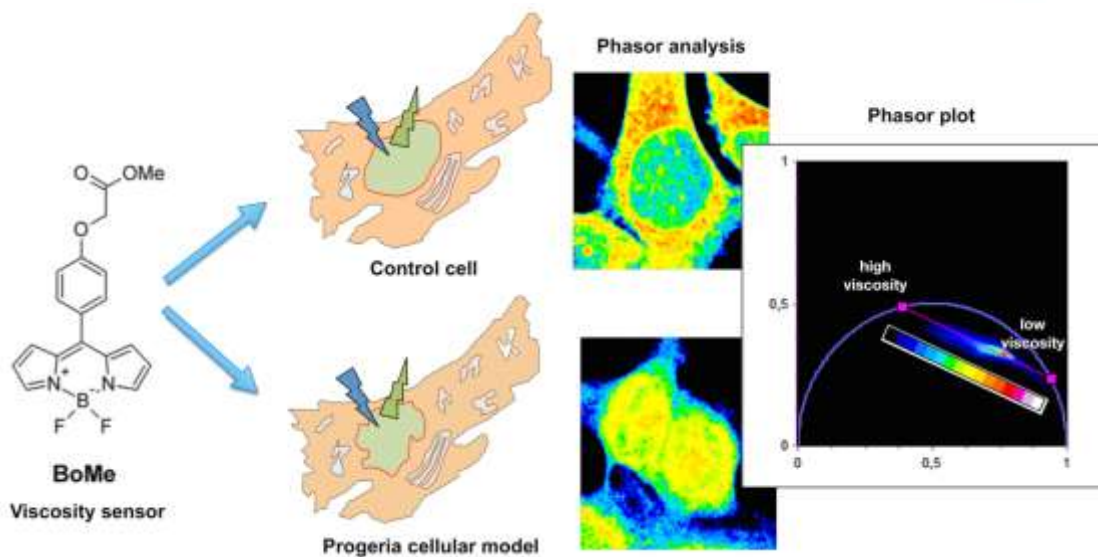 Phasor analysis
Phasor plot
O
OMe
O
N
+
-
N
B
F
F
BoMe
Viscosity sensor
Control cell
Progeria cellular model
1
high
viscosity
0,5
low
viscosity
0
0
0,5
1